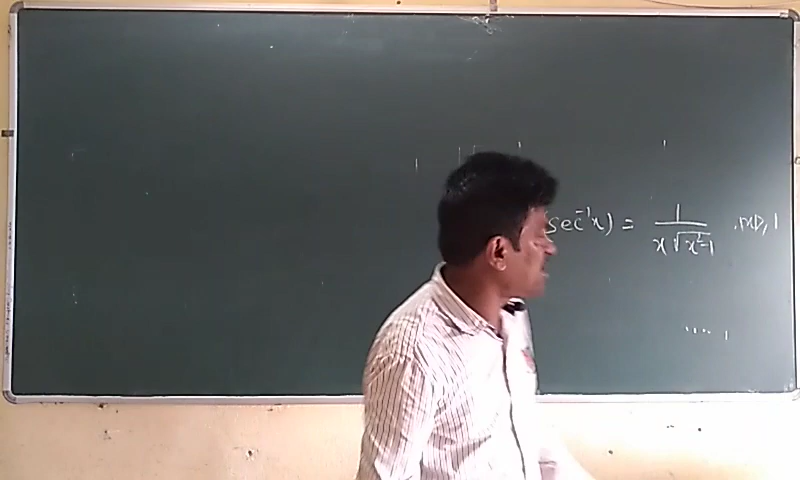 sec⁻¹x) = 1/(x√(x²-1)) , |x|>1